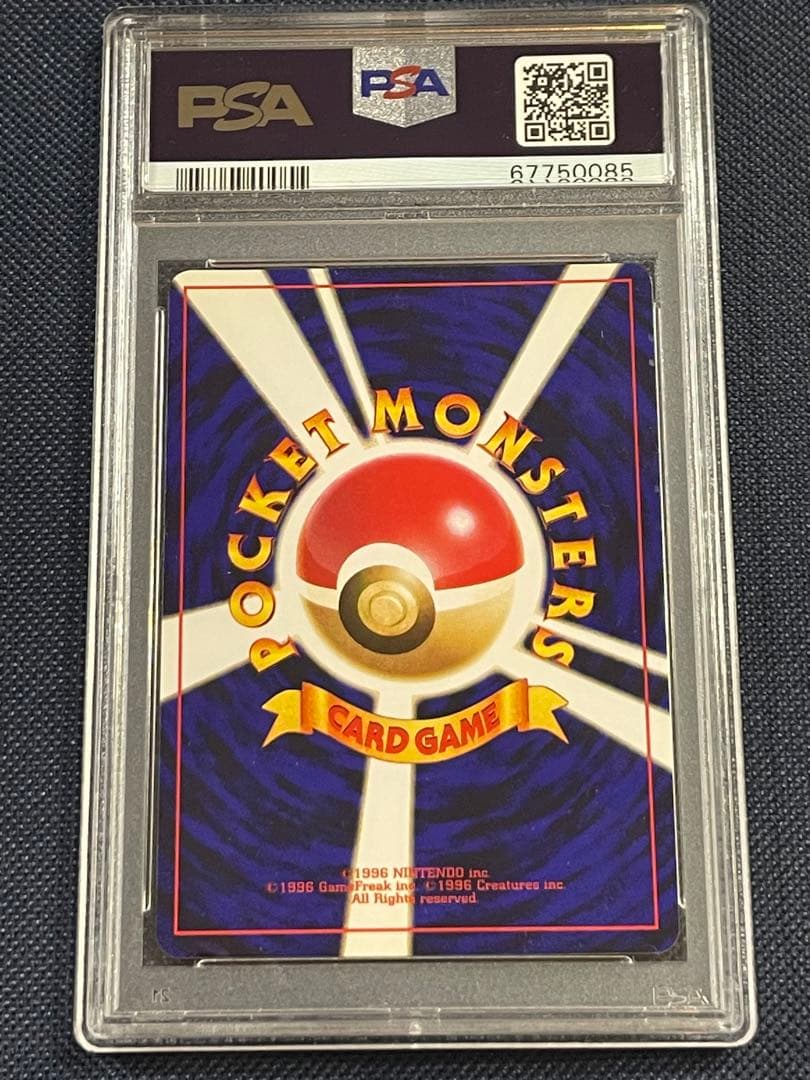 PSA
PSA
67750085
POCKET MONSTERS
CARD GAME
©1996 NINTENDO inc.
©1996 GameFreak inc. ©1996 Creatures inc.
All Rights reserved.
PSA